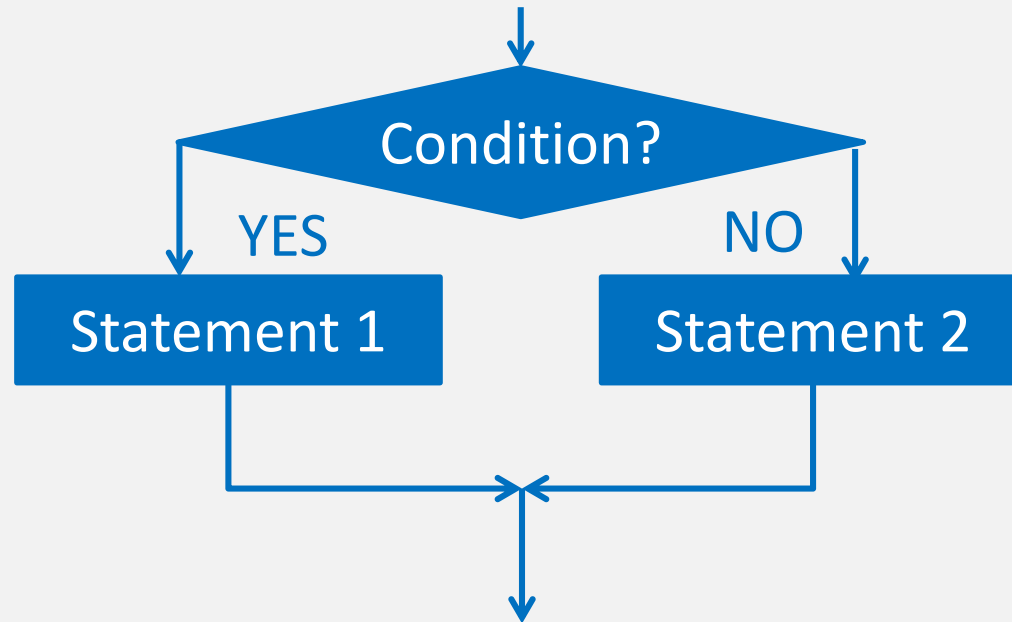 Condition?
YES
NO
Statement 1
Statement 2